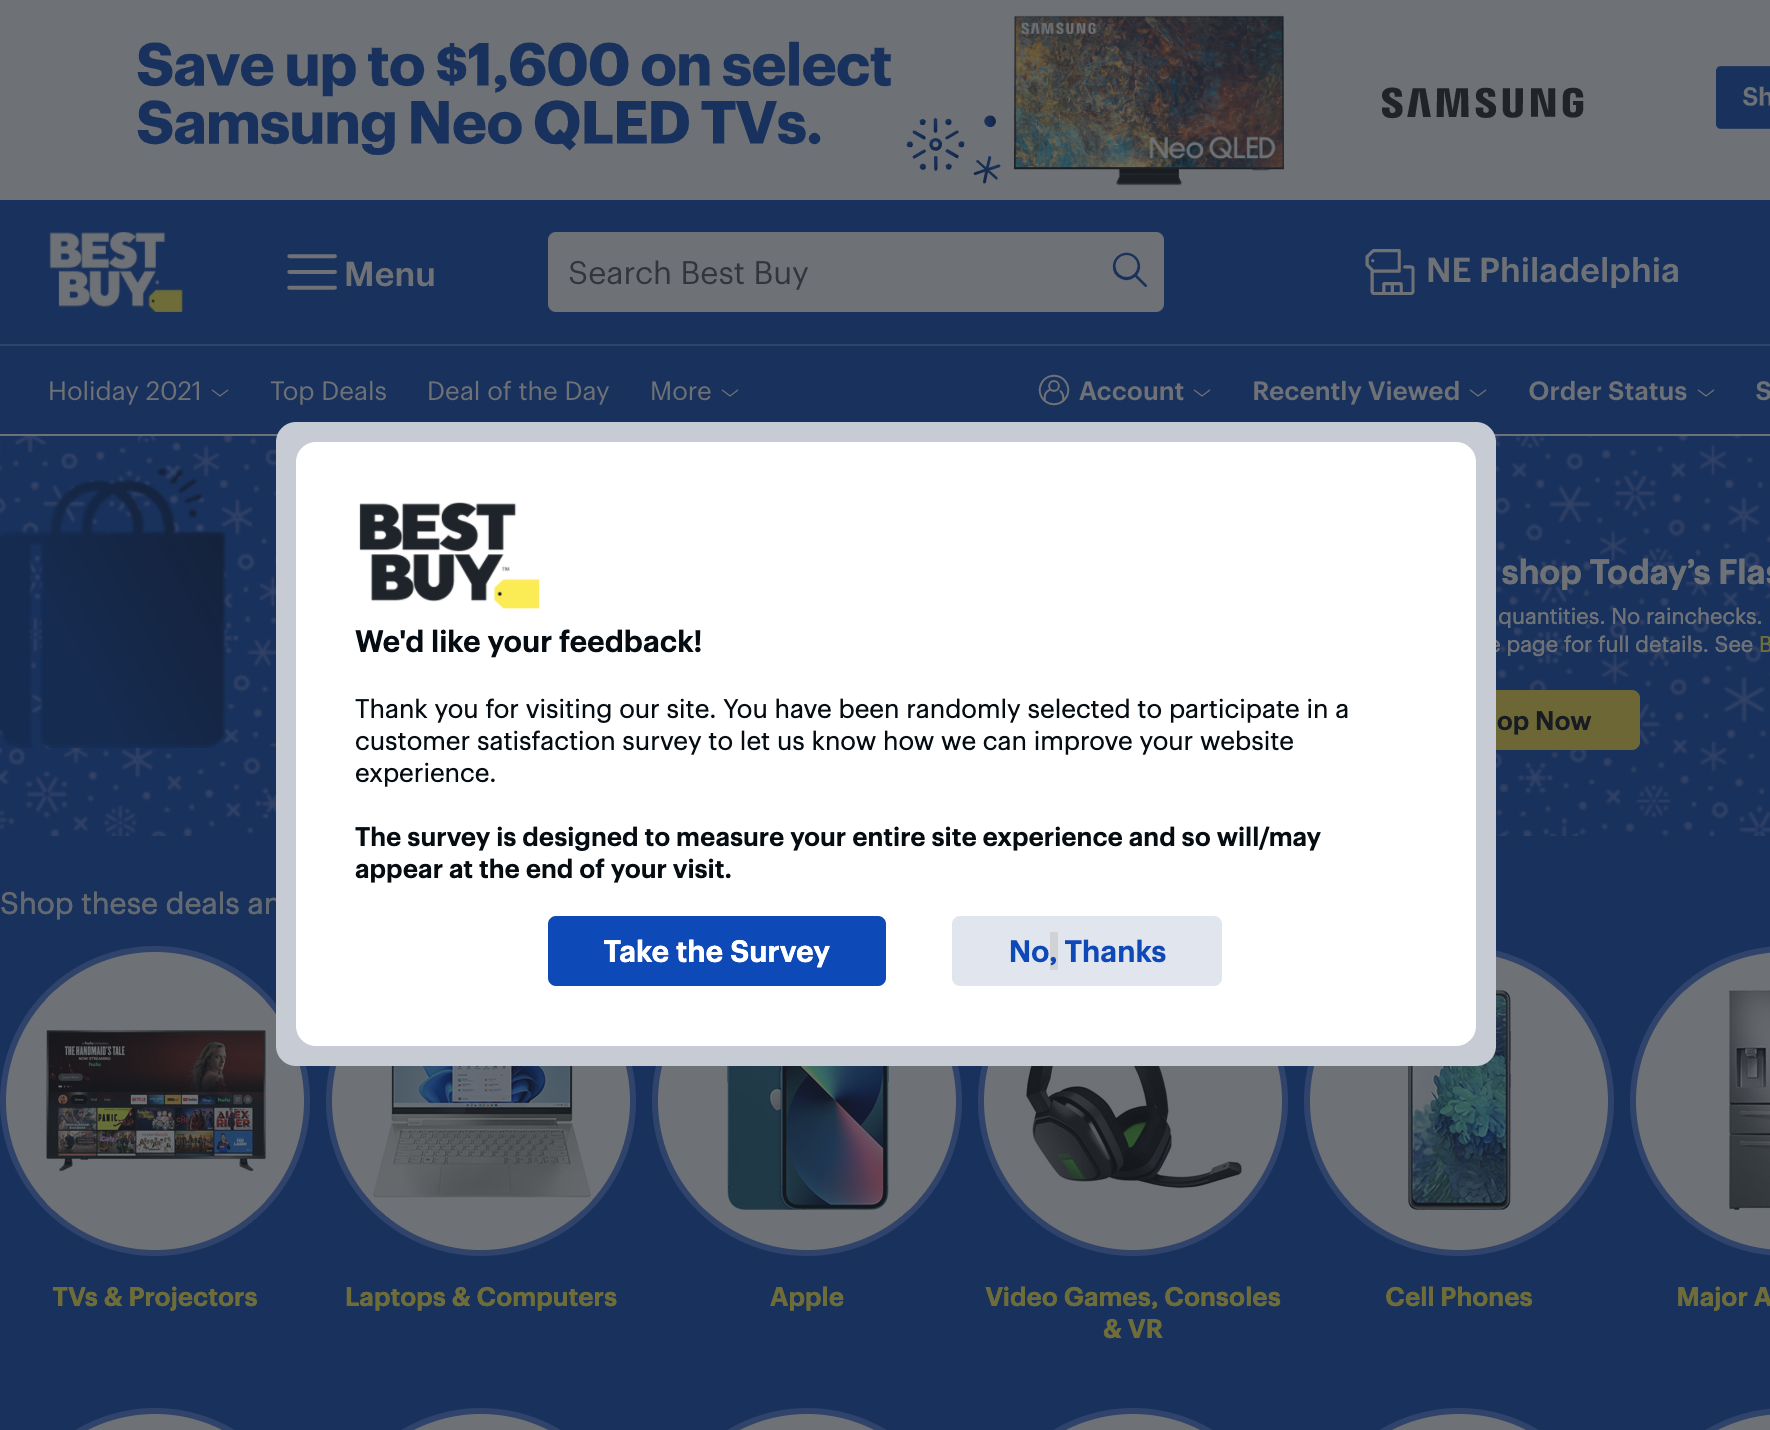 Save up to $1,600 on select
Samsung Neo QLED TVs.
SAMSUNG
Neo QLED
SAMSUNG
Sh
BEST
BUY
Menu
Search Best Buy
NE Philadelphia
Holiday 2021
Top Deals
Deal of the Day
More
Account
Recently Viewed
Order Status
S
BEST
BUY™
We'd like your feedback!
Thank you for visiting our site. You have been randomly selected to participate in a
customer satisfaction survey to let us know how we can improve your website
experience.
The survey is designed to measure your entire site experience and so will/may
appear at the end of your visit.
Take the Survey
No, Thanks
shop Today's Flas
quantities. No rainchecks.
e page for full details. See B
op Now
Shop these deals an
THE HANDMAID'S TALE
PANIC
ALEX
RIDER
TVs & Projectors
Laptops & Computers
Apple
Video Games, Consoles
& VR
Cell Phones
Major A